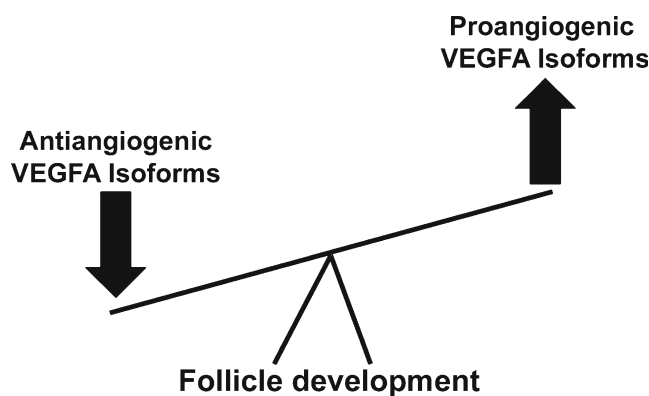 Proangiogenic
VEGFA Isoforms
Antiangiogenic
VEGFA Isoforms
Follicle development